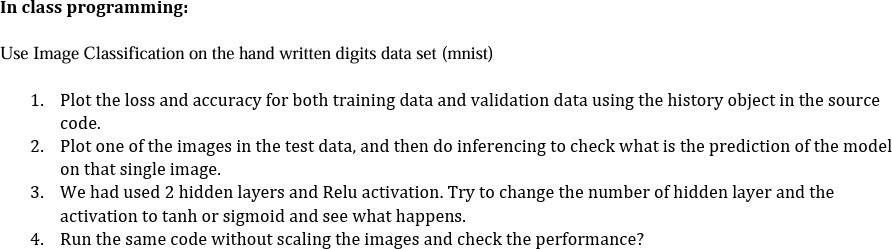 In class programming:
Use Image Classification on the hand written digits data set (mnist)
1. Plot the loss and accuracy for both training data and validation data using the history object in the source
code.
2. Plot one of the images in the test data, and then do inferencing to check what is the prediction of the model
on that single image.
3. We had used 2 hidden layers and Relu activation. Try to change the number of hidden layer and the
activation to tanh or sigmoid and see what happens.
4. Run the same code without scaling the images and check the performance?